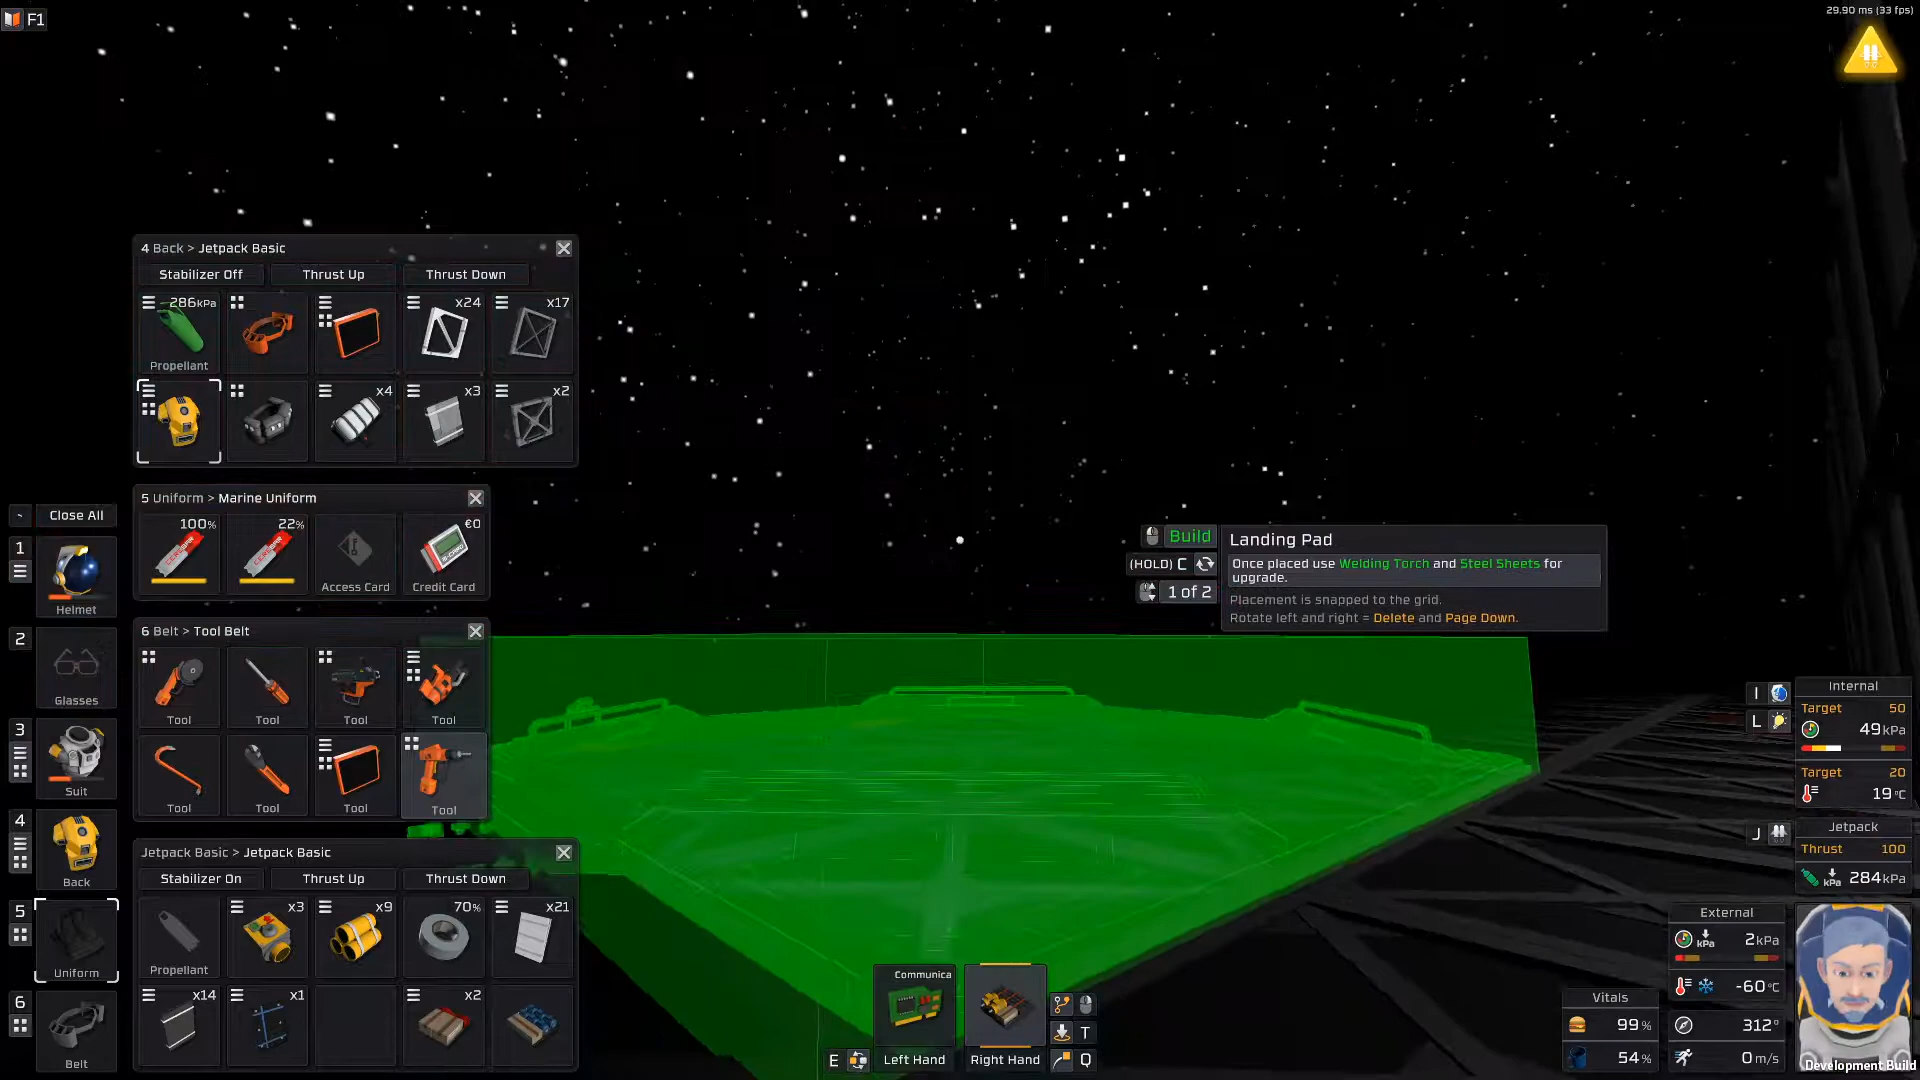 F1
29.90 ms (33 fps)
4 Back > Jetpack Basic
Stabilizer Off
Thrust Up
Thrust Down
286kPa
x24
x17
Propellant
x4
x3
x2
5 Uniform > Marine Uniform
100%
22%
€0
Access Card
Credit Card
6 Belt > Tool Belt
Tool
Tool
Tool
Tool
Tool
Tool
Tool
Tool
Jetpack Basic > Jetpack Basic
Stabilizer On
Thrust Up
Thrust Down
x3
x9
70%
x21
Propellant
x14
x1
x2
~
Close All
1
Helmet
2
Glasses
3
Suit
4
Back
5
Uniform
6
Belt
Build
(HOLD) C
1 of 2
Landing Pad
Once placed use Welding Torch and Steel Sheets for
upgrade.
Placement is snapped to the grid.
Rotate left and right = Delete and Page Down.
Communica
E
Left Hand
Right Hand
T
Q
I
L
J
Internal
Target 50
49kPa
Target 20
19°C
Jetpack
Thrust 100
kPa 284kPa
External
kPa 2kPa
-60°C
Vitals
99%
54%
312°
0m/s
Development Build